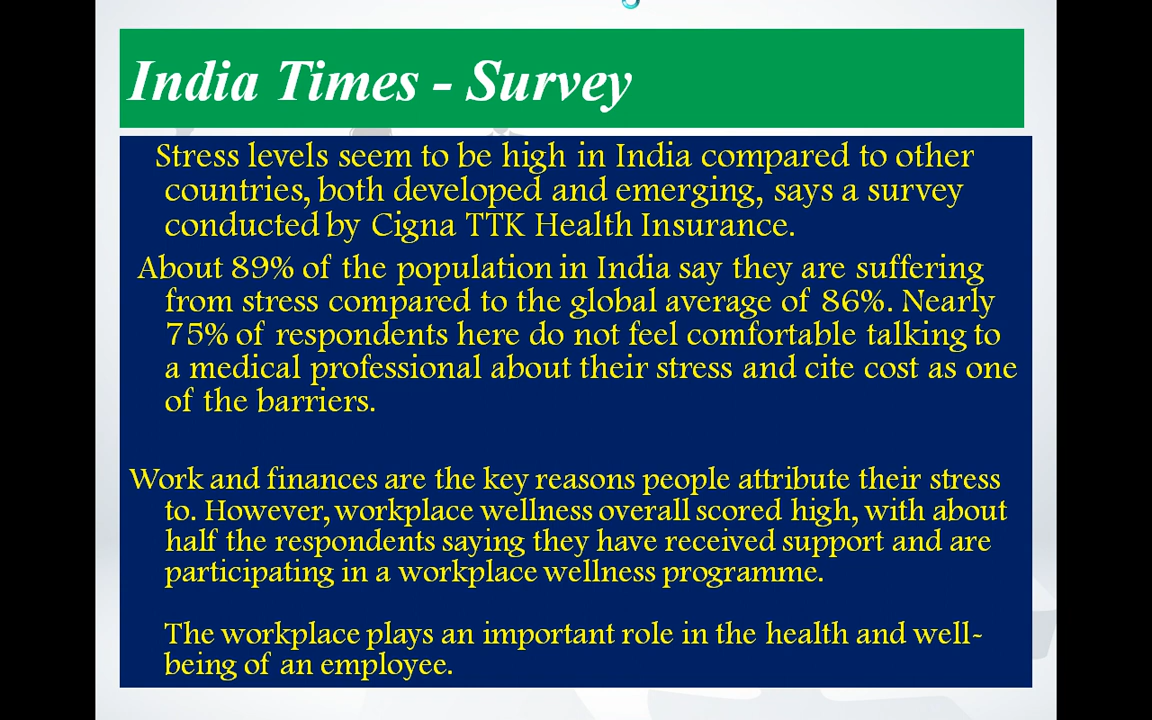 India Times - Survey
Stress levels seem to be high in India compared to other
countries, both developed and emerging, says a survey
conducted by Cigna TTK Health Insurance.
About 89% of the population in India say they are suffering
from stress compared to the global average of 86%. Nearly
75% of respondents here do not feel comfortable talking to
a medical professional about their stress and cite cost as one
of the barriers.
Work and finances are the key reasons people attribute their stress
to. However, workplace wellness overall scored high, with about
half the respondents saying they have received support and are
participating in a workplace wellness programme.
The workplace plays an important role in the health and well-
being of an employee.